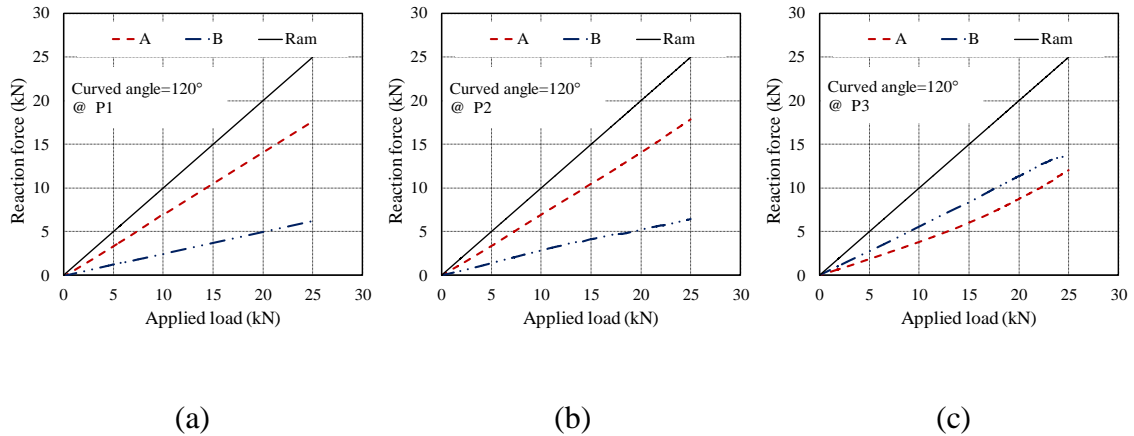 30
25
20
15
10
5
0
Reaction force (kN)
A B Ram
Curved angle=120°
@ P1
0 5 10 15 20 25 30
Applied load (kN)
(a)
30
25
20
15
10
5
0
Reaction force (kN)
A B Ram
Curved angle=120°
@ P2
0 5 10 15 20 25 30
Applied load (kN)
(b)
30
25
20
15
10
5
0
Reaction force (kN)
A B Ram
Curved angle=120°
@ P3
0 5 10 15 20 25 30
Applied load (kN)
(c)